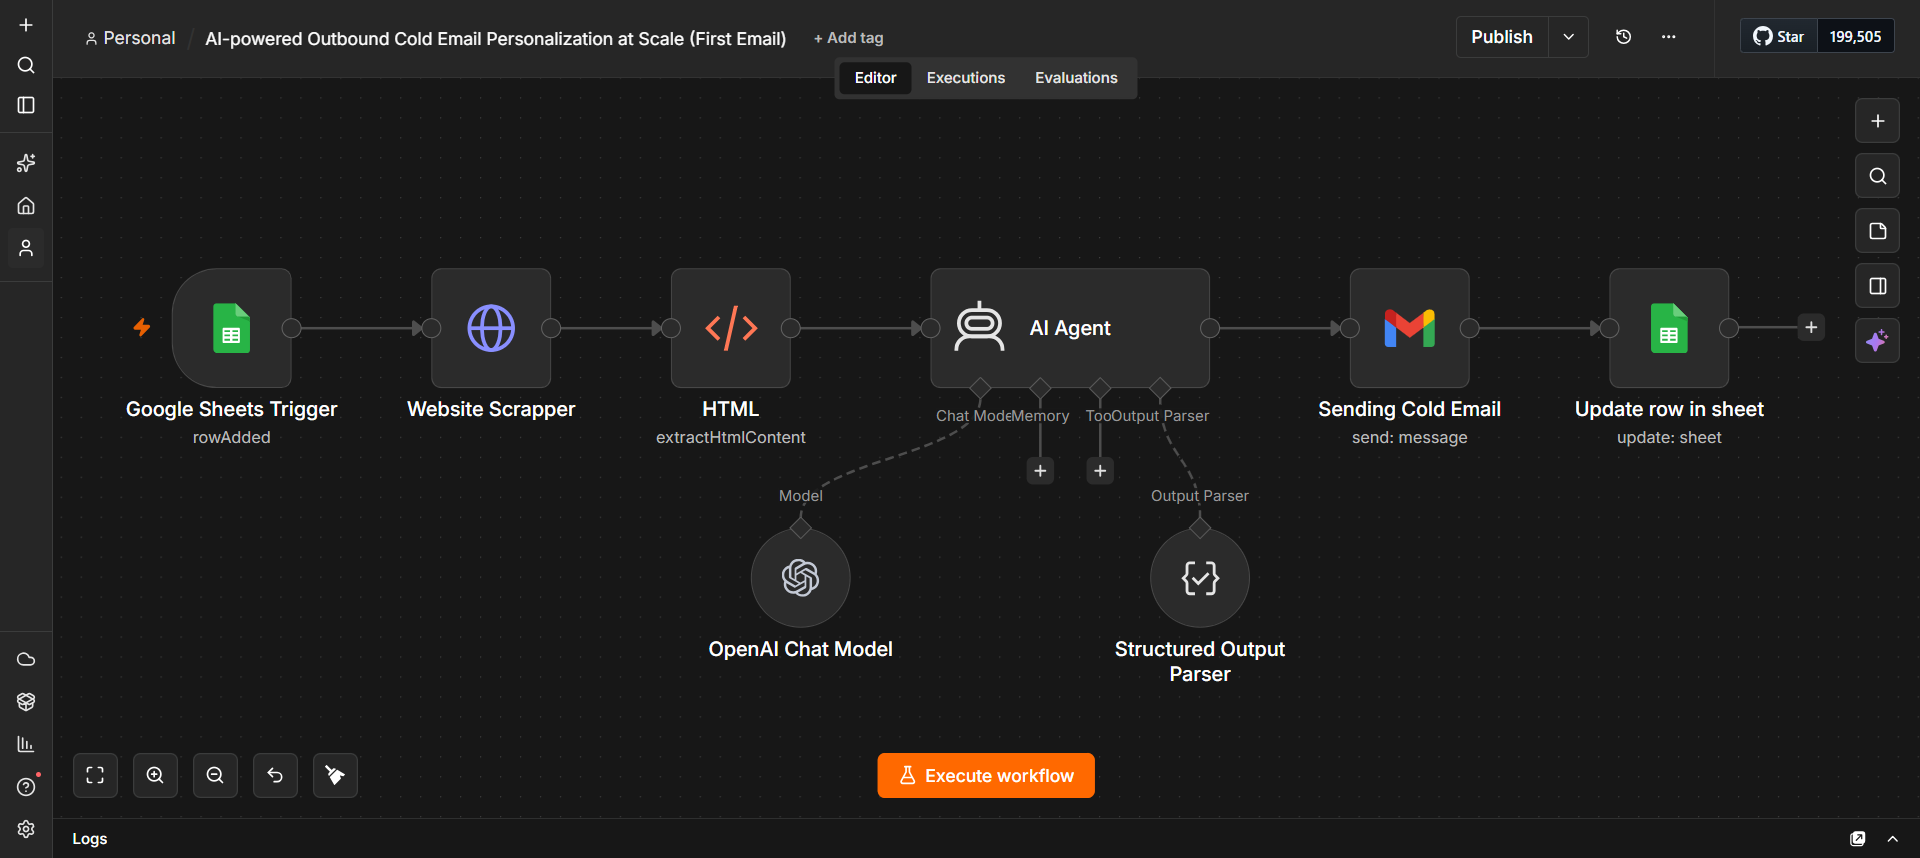 Personal / AI-powered Outbound Cold Email Personalization at Scale (First Email) + Add tag
Publish
Star 199,505
Editor Executions Evaluations
AI Agent
Google Sheets Trigger
rowAdded
Website Scrapper
HTML
extractHtmlContent
Sending Cold Email
send: message
Update row in sheet
update: sheet
Chat Mode Memory Too Output Parser
Model
Output Parser
OpenAI Chat Model
Structured Output
Parser
Execute workflow
Logs